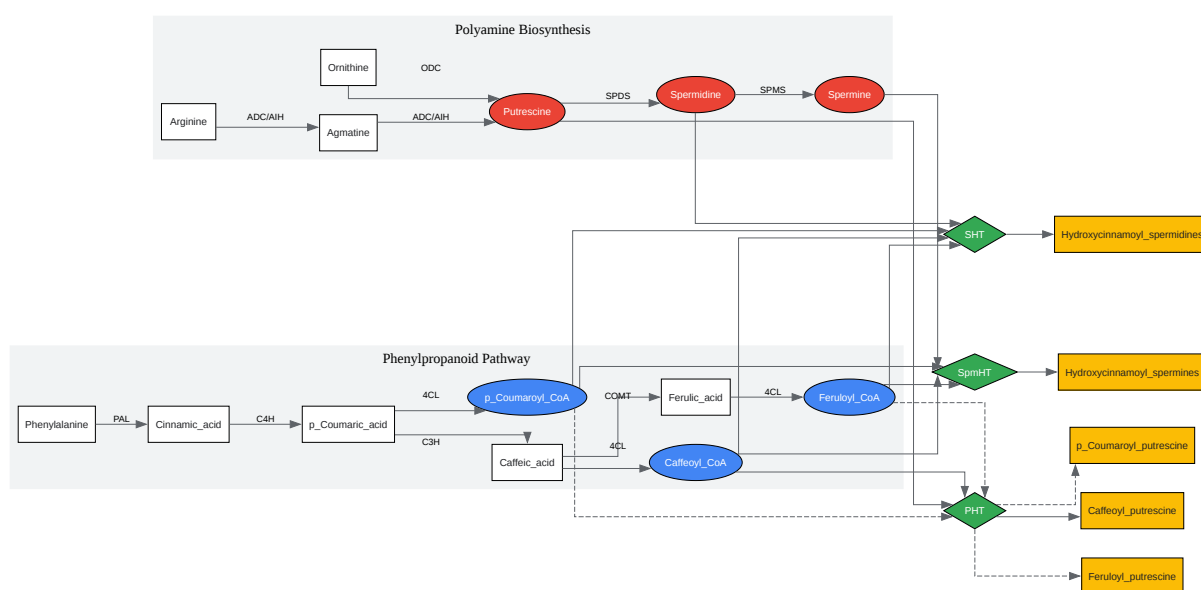 Polyamine Biosynthesis
Ornithine
ODC
Spermidine
SPMS
Spermine
SPDS
Putrescine
Arginine
ADC/AIH
ADC/AIH
Agmatine
SHT
Hydroxycinnamoyl_spermidines
Phenylpropanoid Pathway
SpmHT
Hydroxycinnamoyl_spermines
4CL
p_Coumaroyl_CoA
COMT
Ferulic_acid
4CL
Feruloyl_CoA
Phenylalanine
PAL
Cinnamic_acid
C4H
p_Coumaric_acid
C3H
4CL
Caffeic_acid
Caffeoyl_CoA
p_Coumaroyl_putrescine
PHT
Caffeoyl_putrescine
Feruloyl_putrescine